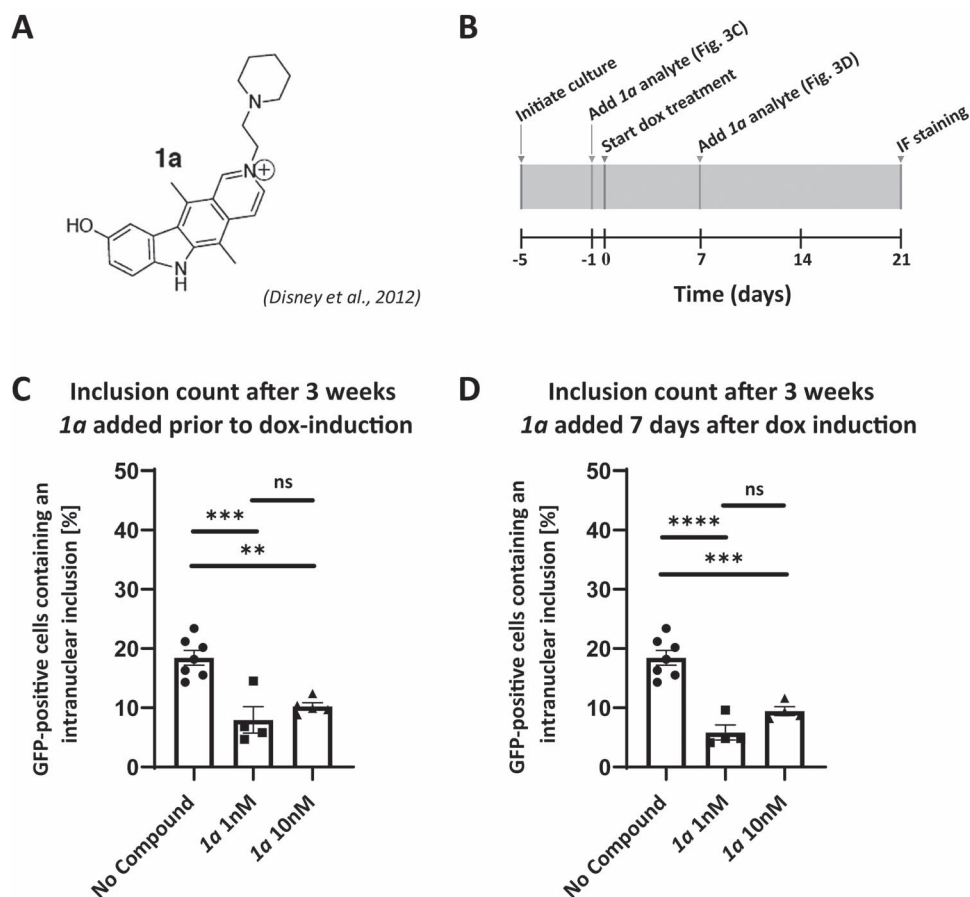 A
N
1a
N
+
HO
N
H
(Disney et al., 2012)
B
Initiate culture
Add 1a analyte (Fig. 3C)
Start dox treatment
Add 1a analyte (Fig. 3D)
IF staining
-5 -1 0 7 14 21
Time (days)
C
Inclusion count after 3 weeks
1a added prior to dox-induction
GFP-positive cells containing an
intranuclear inclusion [%]
50
40
30
20
10
0
ns
***
**
No Compound
1a 1nM
1a 10nM
D
Inclusion count after 3 weeks
1a added 7 days after dox induction
GFP-positive cells containing an
intranuclear inclusion [%]
50
40
30
20
10
0
ns
****
***
No Compound
1a 1nM
1a 10nM